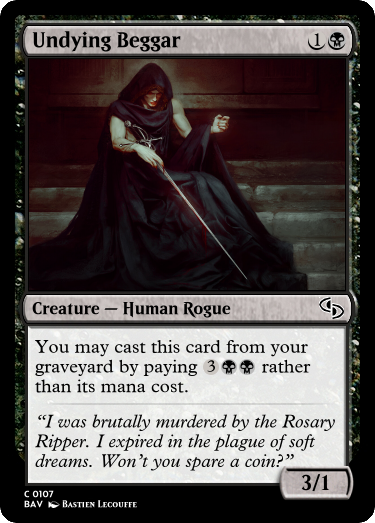 Undying Beggar 1
Creature — Human Rogue
You may cast this card from your
graveyard by paying 3 rather
than its mana cost.
“I was brutally murdered by the Rosary
Ripper. I expired in the plague of soft
dreams. Won’t you spare a coin?”
3/1
C 0107
BAV Bastien Lecouffe